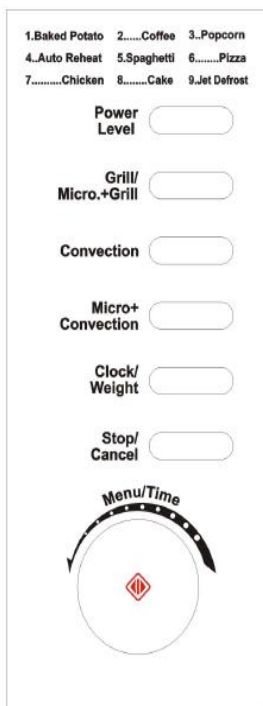 1.Baked Potato 2......Coffee 3..Popcorn
4..Auto Reheat 5.Spaghetti 6........Pizza
7..........Chicken 8........Cake 9.Jet Defrost
Power
Level
Grill/
Micro.+Grill
Convection
Micro+
Convection
Clock/
Weight
Stop/
Cancel
Menu/Time